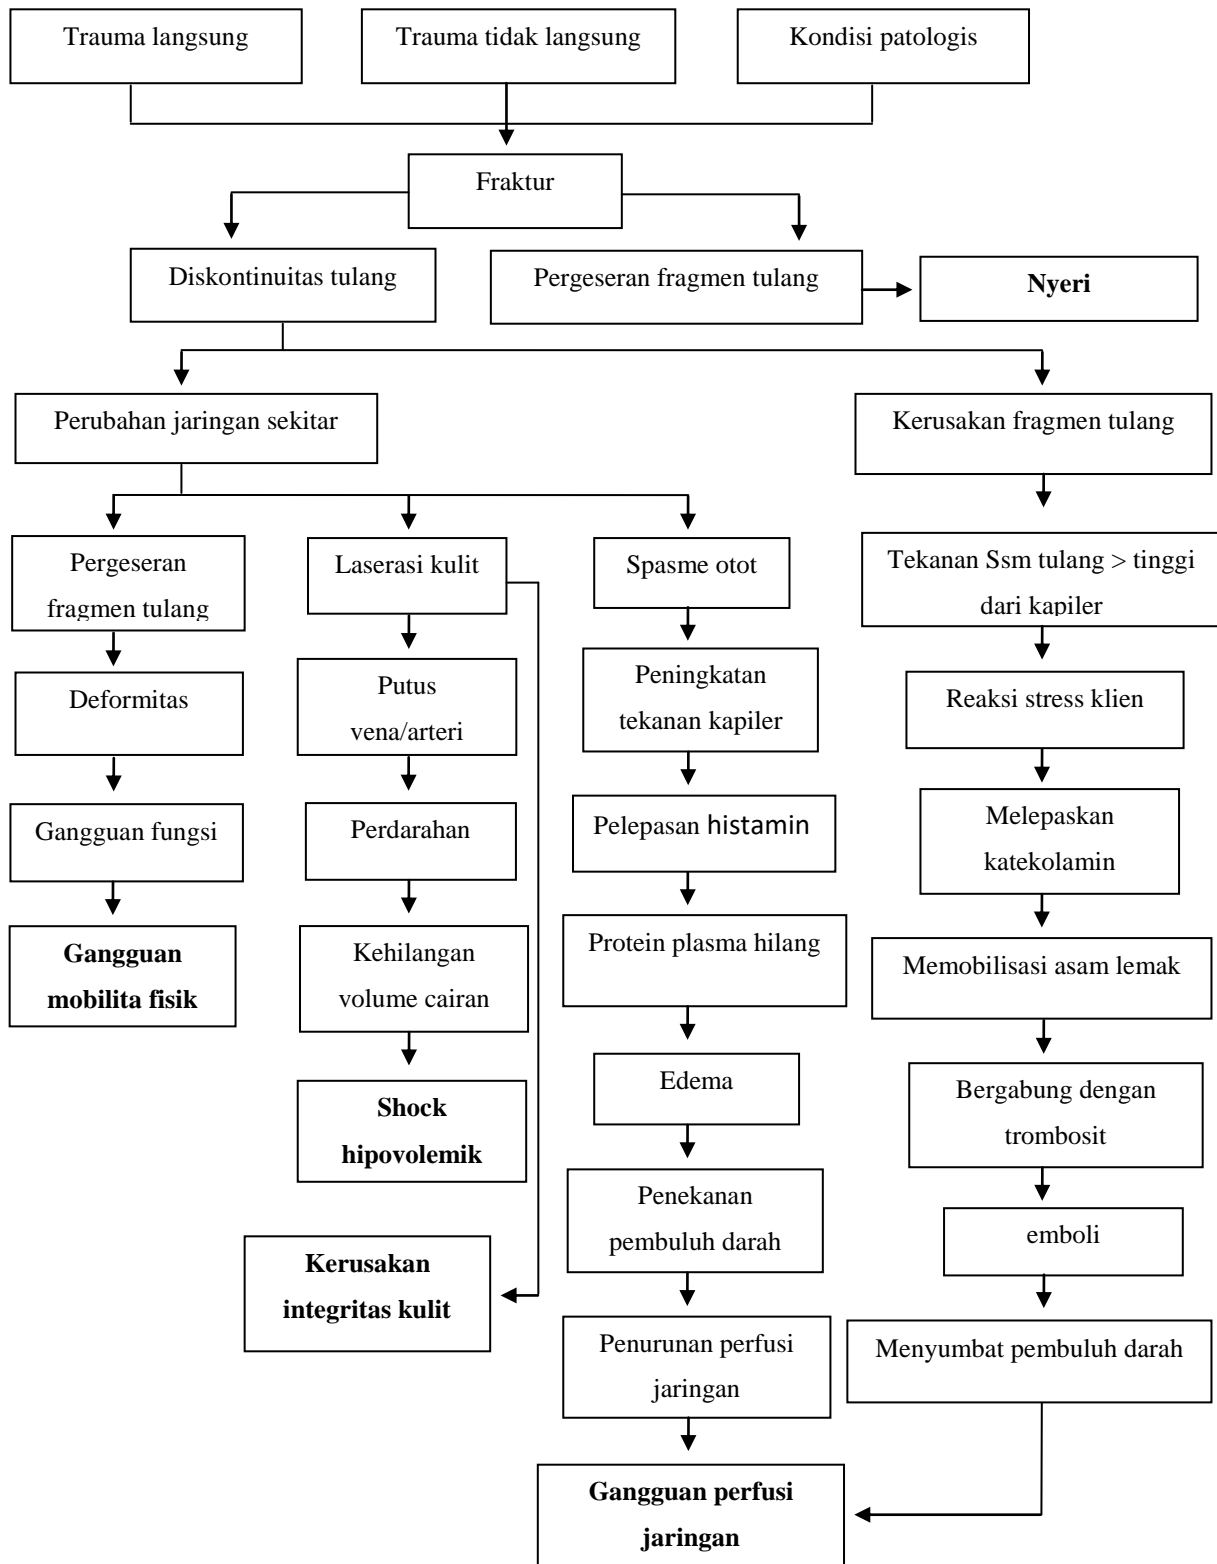 Trauma langsung
Trauma tidak langsung
Kondisi patologis
Fraktur
Diskontinuitas tulang
Pergeseran fragmen tulang
Nyeri
Perubahan jaringan sekitar
Kerusakan fragmen tulang
Pergeseran
fragmen tulang
Laserasi kulit
Spasme otot
Tekanan Ssm tulang > tinggi
dari kapiler
Deformitas
Putus
vena/arteri
Peningkatan
tekanan kapiler
Reaksi stress klien
Gangguan fungsi
Perdarahan
Pelepasan histamin
Melepaskan
katekolamin
Gangguan
mobilita fisik
Kehilangan
volume cairan
Protein plasma hilang
Memobilisasi asam lemak
Shock
hipovolemik
Edema
Bergabung dengan
trombosit
Kerusakan
integritas kulit
Penekanan
pembuluh darah
emboli
Penurunan perfusi
jaringan
Menyumbat pembuluh darah
Gangguan perfusi
jaringan